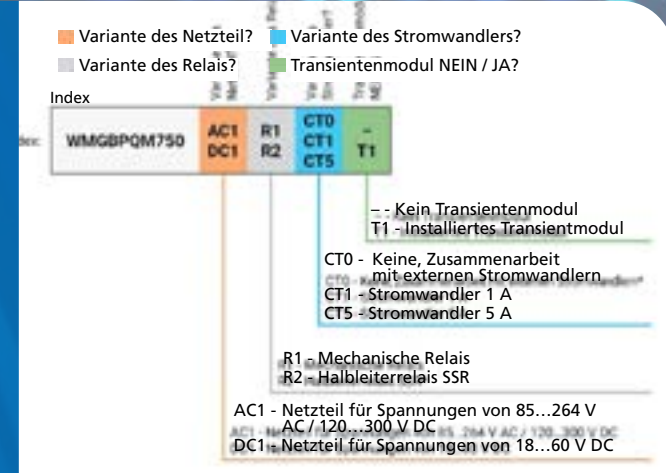 Variante des Netzteil? Variante des Stromwandlers?
Variante des Relais? Transientenmodul NEIN / JA?
Index
WMGBPQM750 AC1 R1 CT0 –
DC1 R2 CT1 T1
CT5
– - Kein Transientenmodul
T1 - Installiertes Transientmodul
CT0 - Keine, Zusammenarbeit
mit externen Stromwandlern
CT1 - Stromwandler 1 A
CT5 - Stromwandler 5 A
R1 - Mechanische Relais
R2 - Halbleiterrelais SSR
AC1 - Netzteil für Spannungen von 85...264 V
AC / 120...300 V DC
DC1 - Netzteil für Spannungen von 18...60 V DC